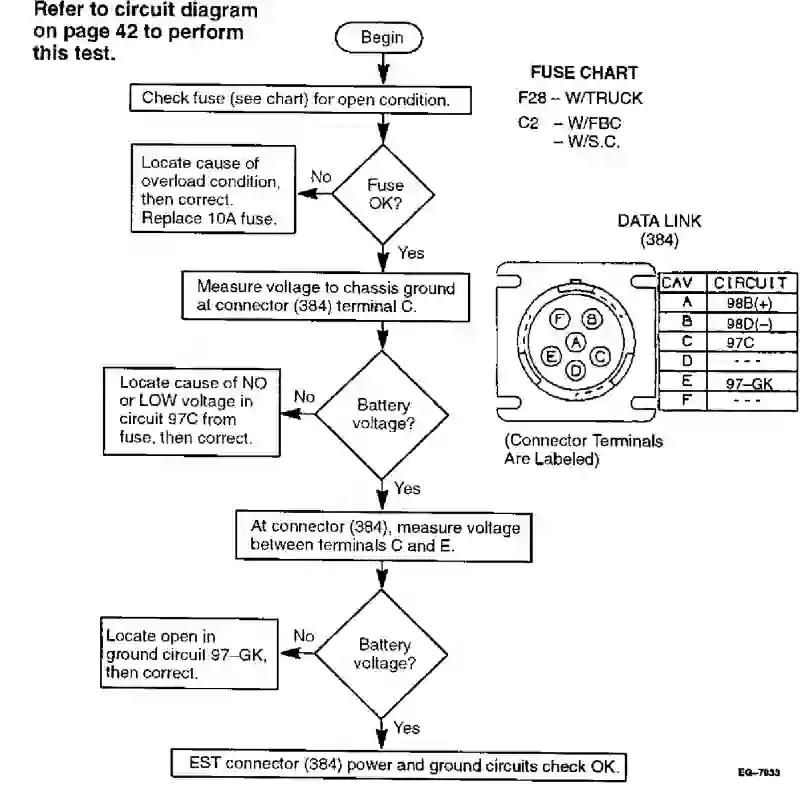 Refer to circuit diagram
on page 42 to perform
this test.
Begin
Check fuse (see chart) for open condition.
FUSE CHART
F28 – W/TRUCK
C2 – W/FBC
– W/S.C.
Fuse
OK?
No
Locate cause of
overload condition,
then correct.
Replace 10A fuse.
Yes
Measure voltage to chassis ground
at connector (384) terminal C.
DATA LINK
(384)
F B
A
E C
D
CAV CIRCUIT
A 98B(+)
B 98D(–)
C 97C
D - - -
E 97–GK
F - - -
(Connector Terminals
Are Labeled)
Battery
voltage?
No
Locate cause of NO
or LOW voltage in
circuit 97C from
fuse, then correct.
Yes
At connector (384), measure voltage
between terminals C and E.
Battery
voltage?
No
Locate open in
ground circuit 97–GK,
then correct.
Yes
EST connector (384) power and ground circuits check OK.
EG–7033